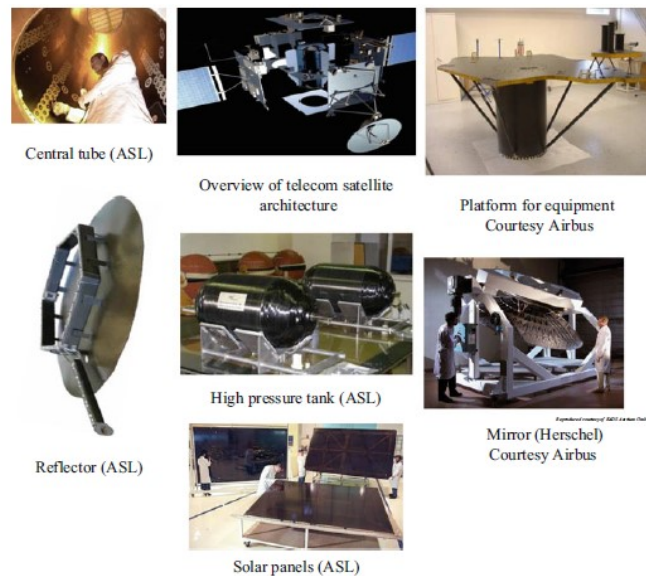 Central tube (ASL)
Overview of telecom satellite
architecture
Platform for equipment
Courtesy Airbus
High pressure tank (ASL)
Reflector (ASL)
Mirror (Herschel)
Courtesy Airbus
Solar panels (ASL)